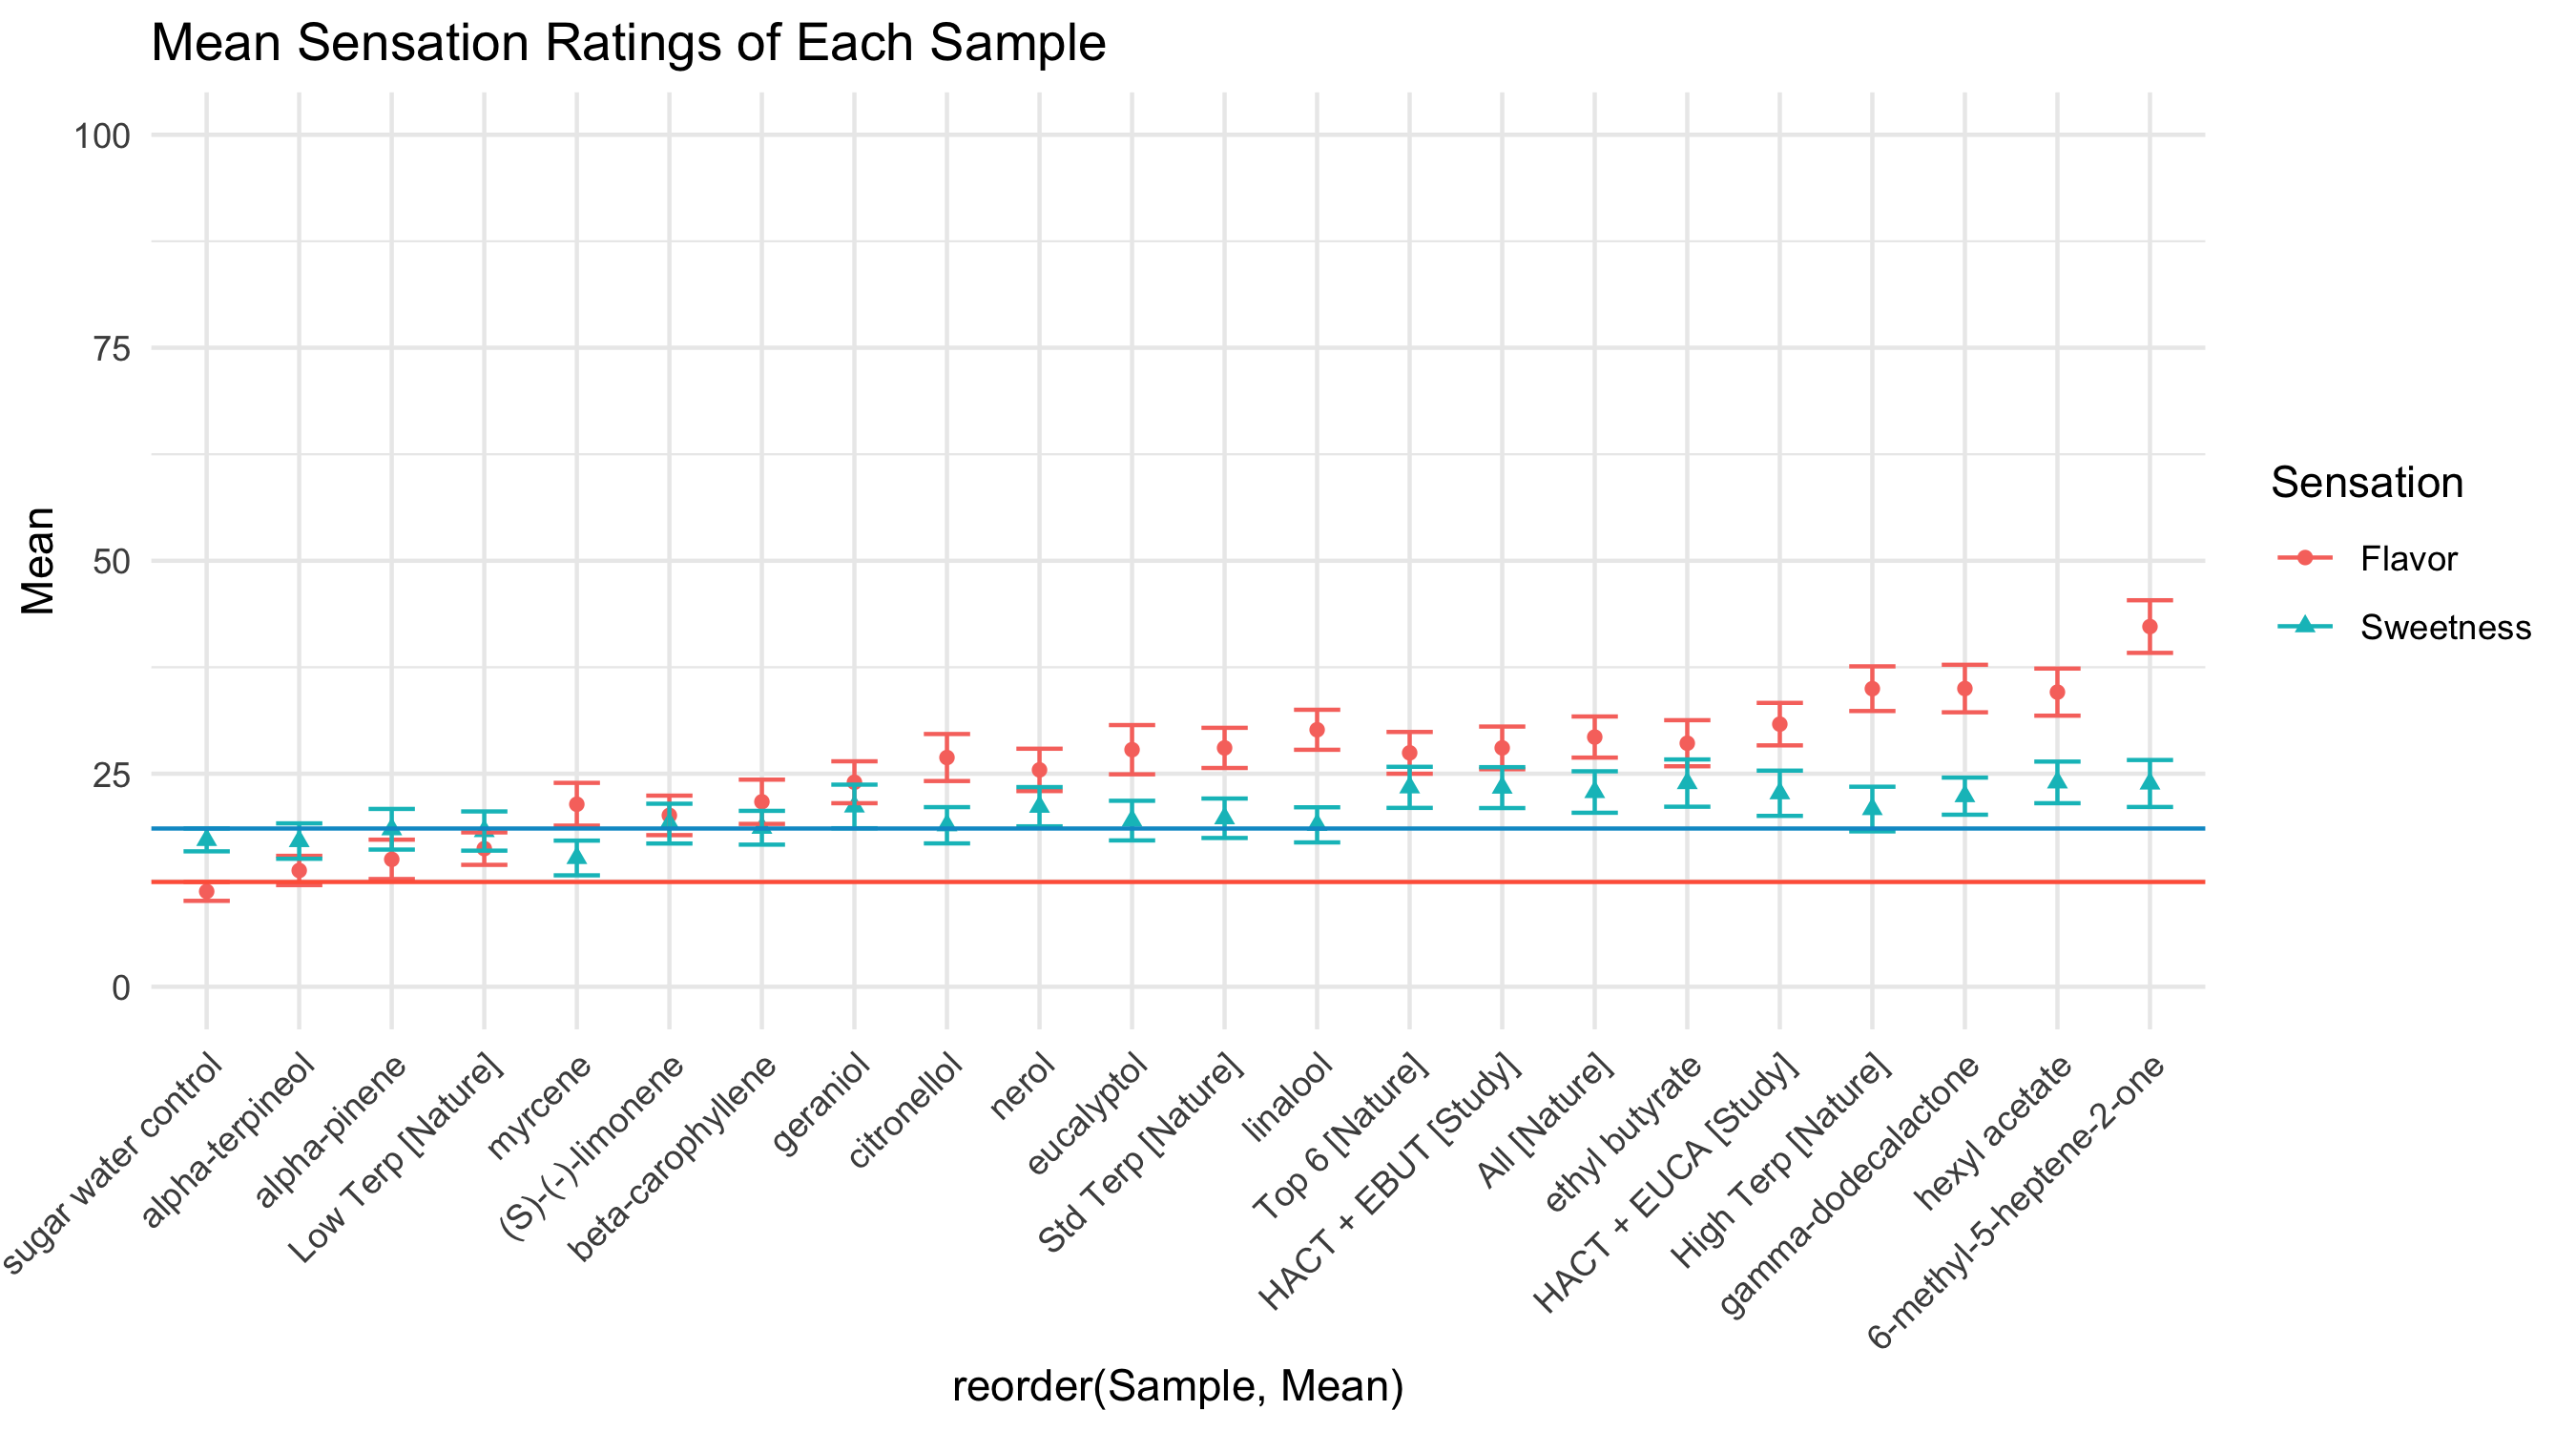 Mean Sensation Ratings of Each Sample
100
75
50
25
0
Mean
sugar water control
alpha-terpineol
alpha-pinene
Low Terp [Nature]
myrcene
(S)-(-)-limonene
beta-carophyllene
geraniol
citronellol
nerol
eucalyptol
Std Terp [Nature]
linalool
Top 6 [Nature]
HACT + EBUT [Study]
All [Nature]
ethyl butyrate
HACT + EUCA [Study]
High Terp [Nature]
gamma-dodecalactone
hexyl acetate
6-methyl-5-heptene-2-one
reorder(Sample, Mean)
Sensation
Flavor
Sweetness